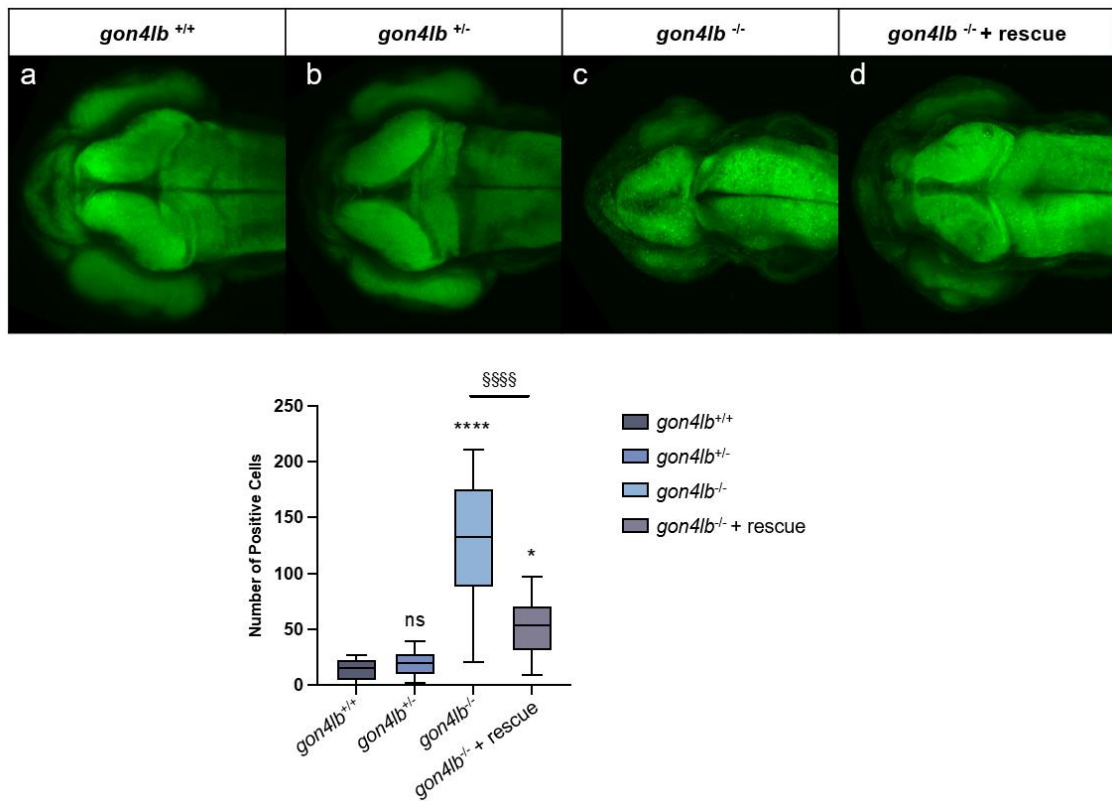 gon4lb +/+ gon4lb +/- gon4lb -/- gon4lb -/- + rescue
a b c d
§§§§
250
200
150
100
50
0
Number of Positive Cells
ns
****
*
gon4lb+/+
gon4lb+/-
gon4lb-/-
gon4lb-/- + rescue
gon4lb+/+
gon4lb+/-
gon4lb-/-
gon4lb-/- + rescue